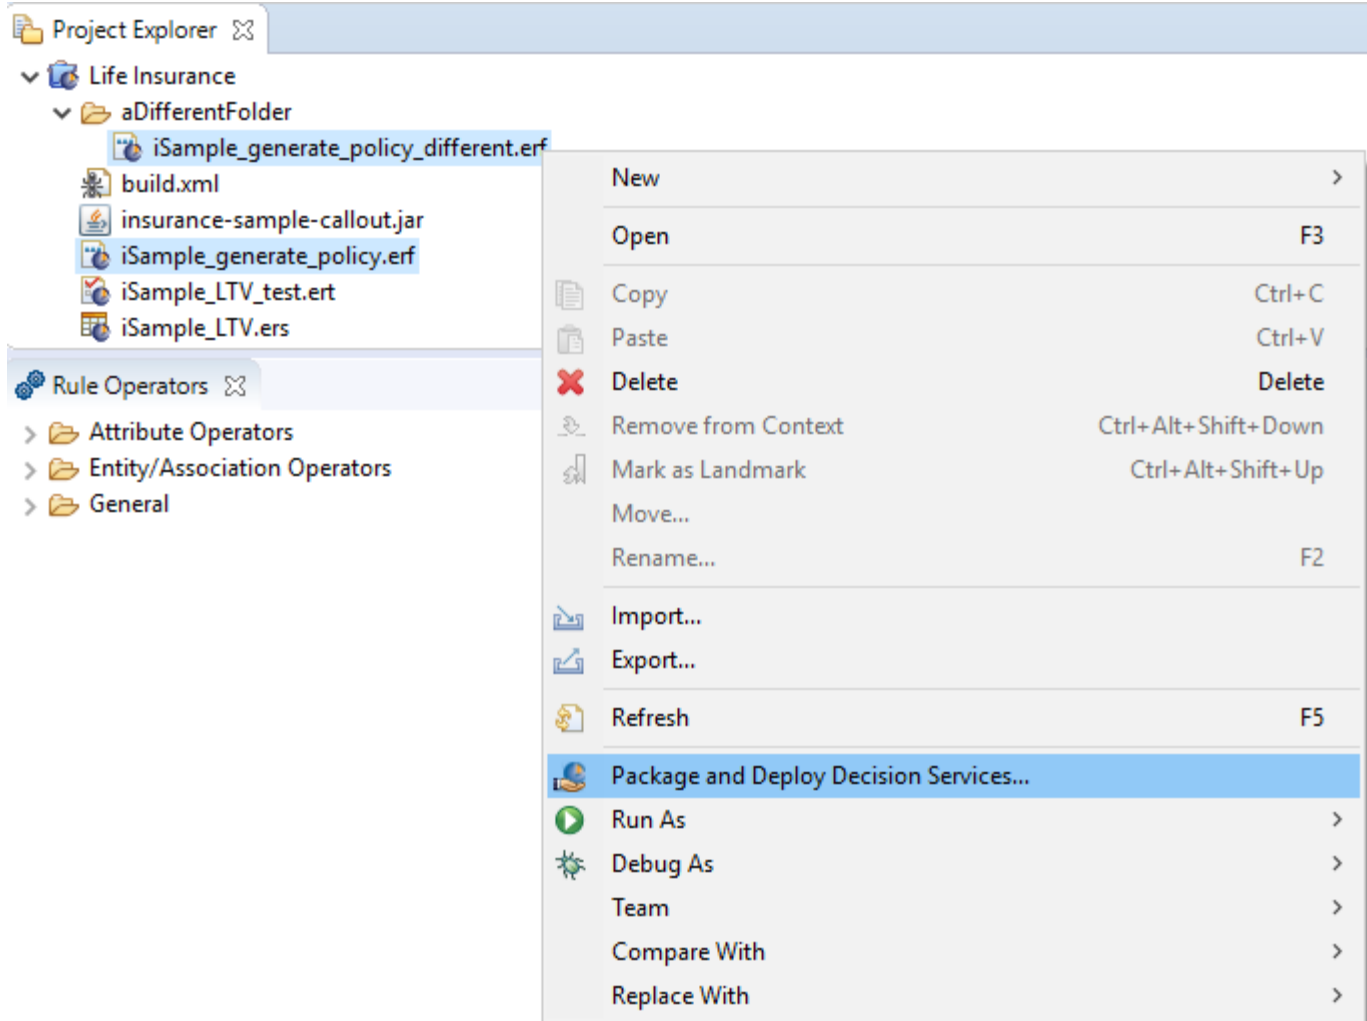 Project Explorer
Life Insurance
aDifferentFolder
iSample_generate_policy_different.erf
build.xml
insurance-sample-callout.jar
iSample_generate_policy.erf
iSample_LTV_test.ert
iSample_LTV.ers
Rule Operators
Attribute Operators
Entity/Association Operators
General
New
Open F3
Copy Ctrl+C
Paste Ctrl+V
Delete Delete
Remove from Context Ctrl+Alt+Shift+Down
Mark as Landmark Ctrl+Alt+Shift+Up
Move...
Rename... F2
Import...
Export...
Refresh F5
Package and Deploy Decision Services...
Run As
Debug As
Team
Compare With
Replace With